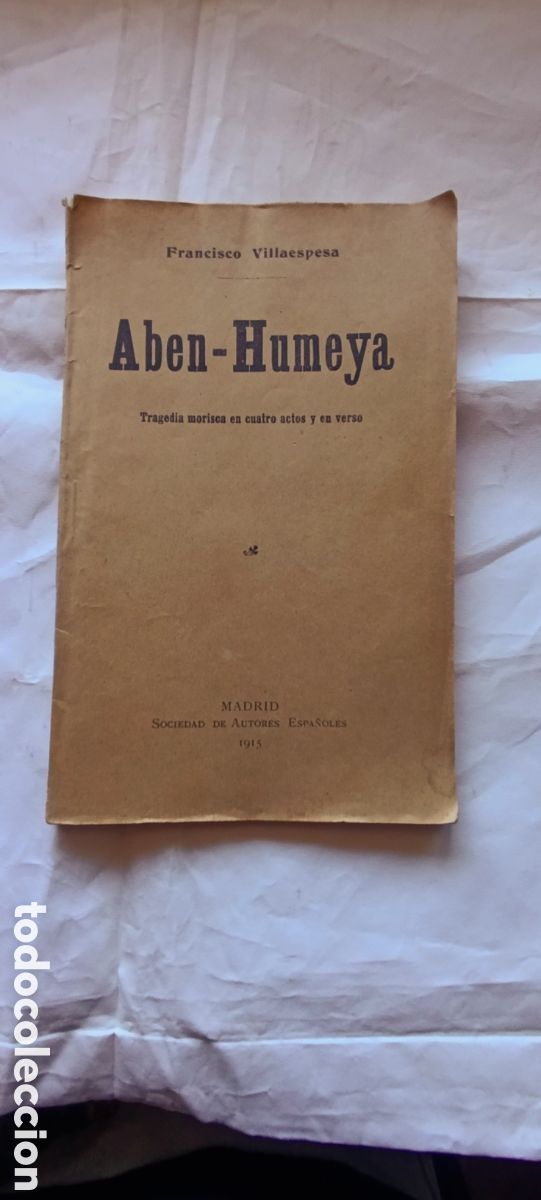 Francisco Villaespesa
Aben-Humeya
Tragedia morisca en cuatro actos y en verso
MADRID
SOCIEDAD DE AUTORES ESPAÑOLES
1915
todocoleccion